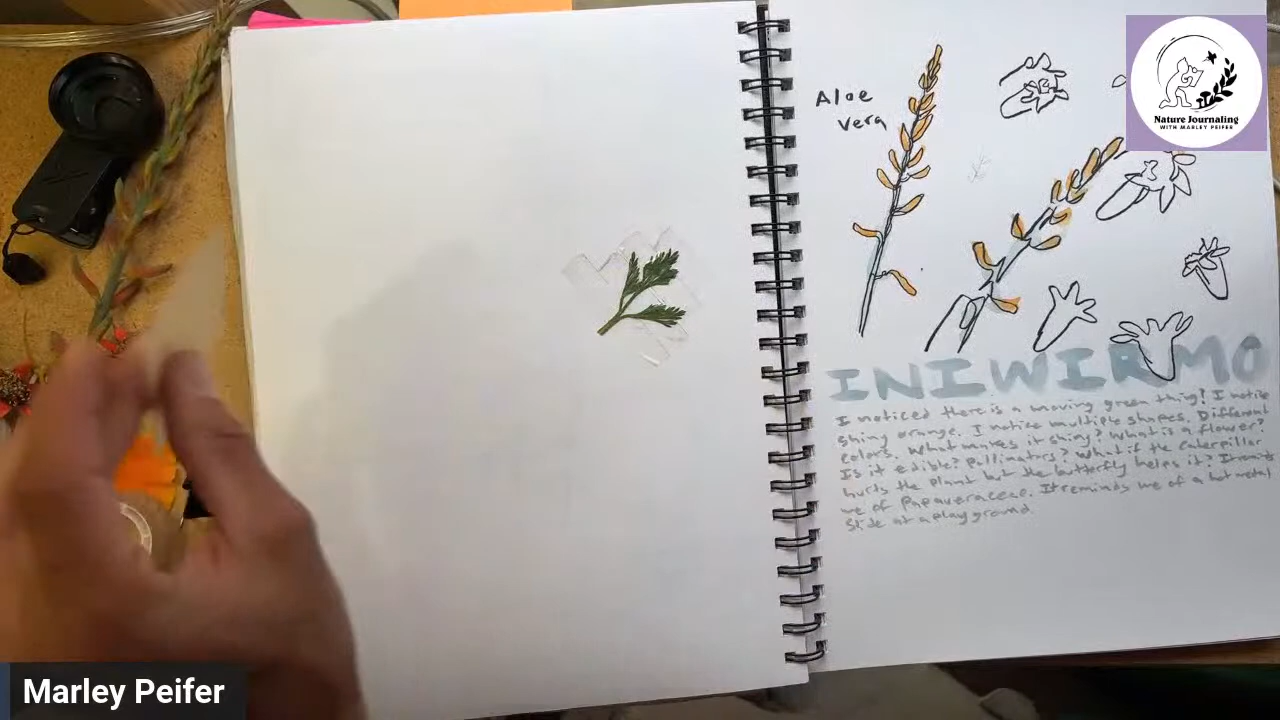 Aloe
Vera
Nature Journaling
WITH MARLEY PEIFER
INIWIRMO
I noticed there is a moving green thing! I notice
shiny orange. I notice multiple shapes. Different
colors. What makes it shiny? What is a flower?
Is it edible? Pollinators? What if the caterpillar
hurts the plant but the butterfly helps it? It reminds
me of Papaveraceae. It reminds me of a hot metal
slide at a playground.
Marley Peifer